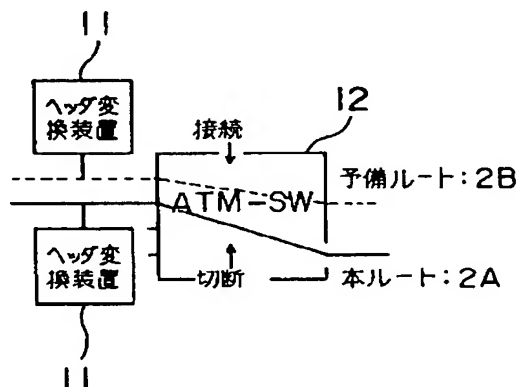 11
ヘッダ変
換装置
接続
12
予備ルート:2B
ATM-SW
ヘッダ変
換装置
切断
本ルート:2A
11